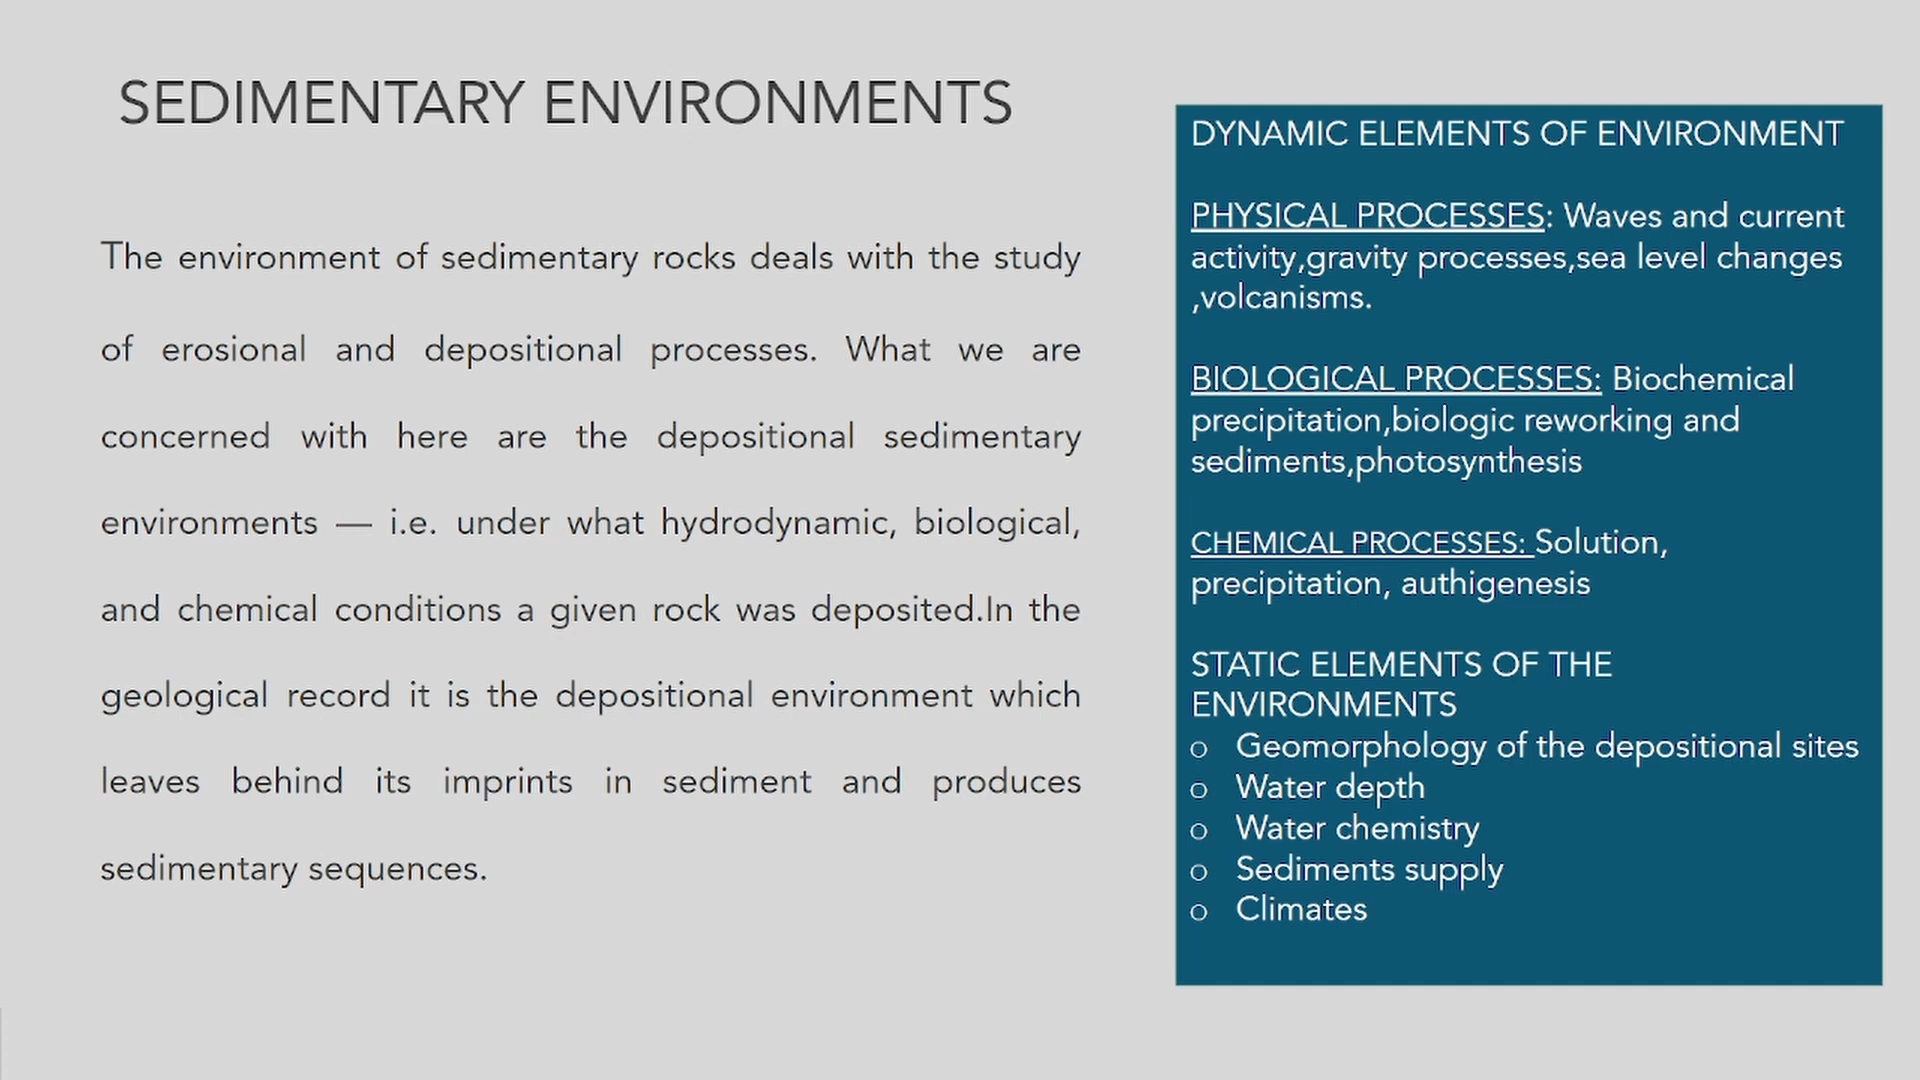 SEDIMENTARY ENVIRONMENTS
The environment of sedimentary rocks deals with the study
of erosional and depositional processes. What we are
concerned with here are the depositional sedimentary
environments — i.e. under what hydrodynamic, biological,
and chemical conditions a given rock was deposited.In the
geological record it is the depositional environment which
leaves behind its imprints in sediment and produces
sedimentary sequences.
DYNAMIC ELEMENTS OF ENVIRONMENT
PHYSICAL PROCESSES: Waves and current
activity,gravity processes,sea level changes
,volcanisms.
BIOLOGICAL PROCESSES: Biochemical
precipitation,biologic reworking and
sediments,photosynthesis
CHEMICAL PROCESSES: Solution,
precipitation, authigenesis
STATIC ELEMENTS OF THE
ENVIRONMENTS
o Geomorphology of the depositional sites
o Water depth
o Water chemistry
o Sediments supply
o Climates